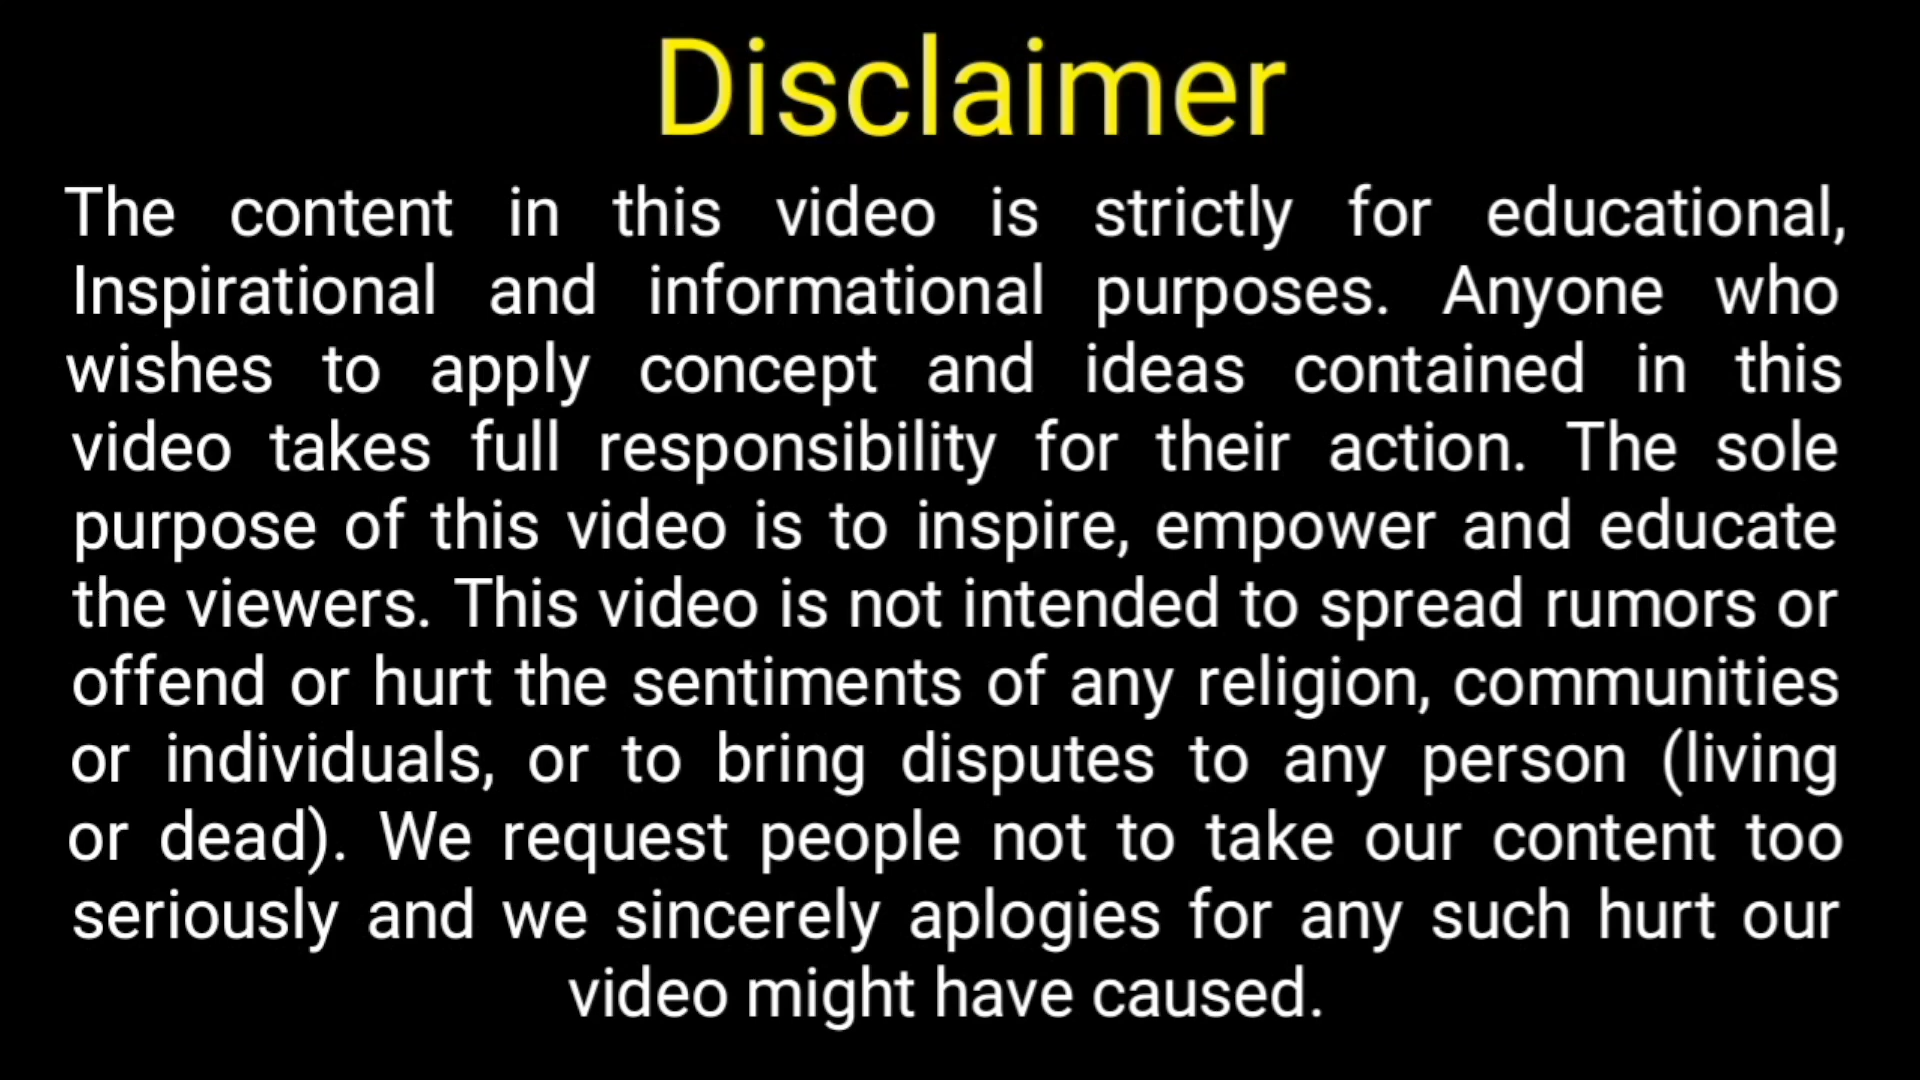 Disclaimer
The content in this video is strictly for educational,
Inspirational and informational purposes. Anyone who
wishes to apply concept and ideas contained in this
video takes full responsibility for their action. The sole
purpose of this video is to inspire, empower and educate
the viewers. This video is not intended to spread rumors or
offend or hurt the sentiments of any religion, communities
or individuals, or to bring disputes to any person (living
or dead). We request people not to take our content too
seriously and we sincerely aplogies for any such hurt our
video might have caused.